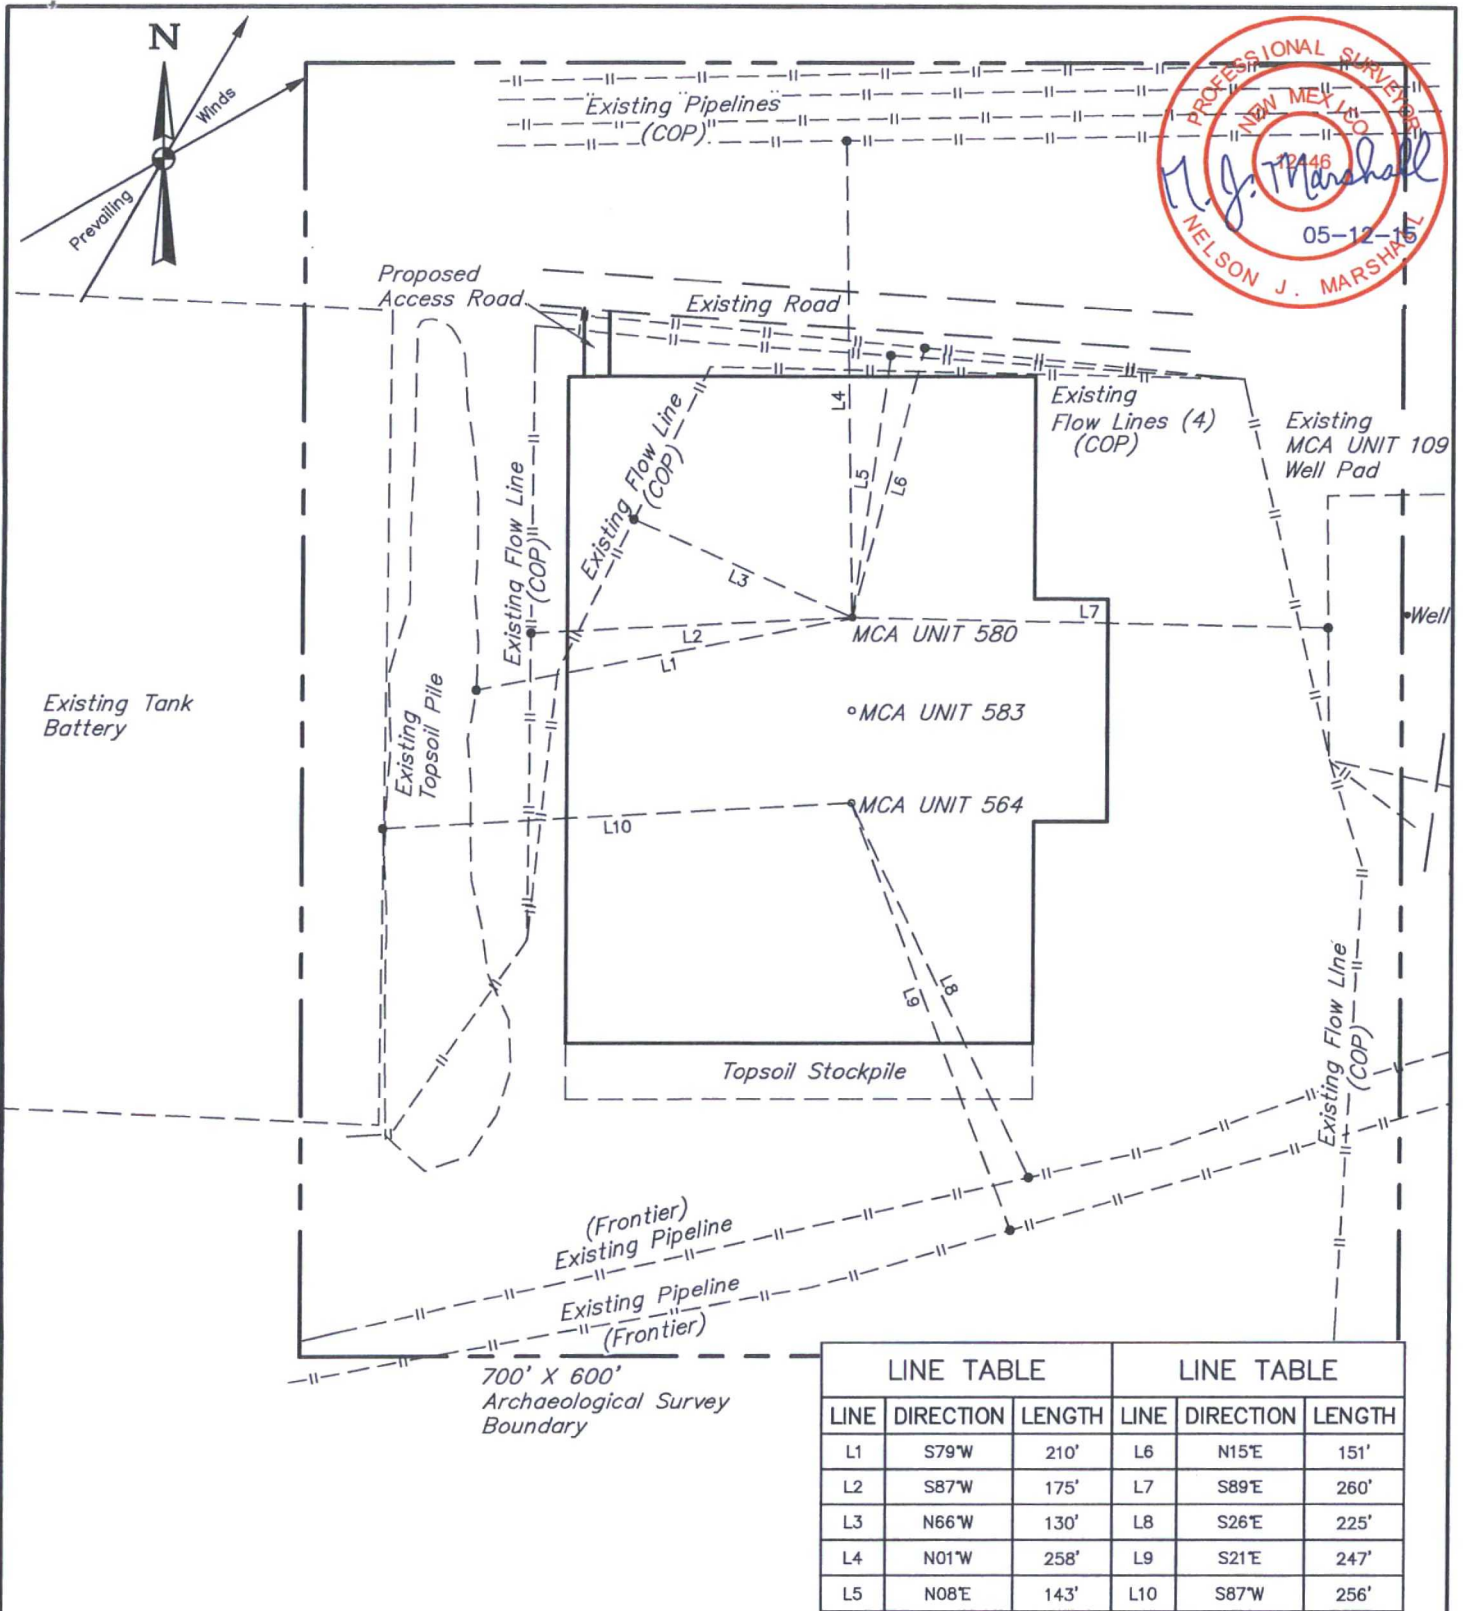 N
Winds
Prevailing
Existing Pipelines
(COP)
PROFESSIONAL SURVEYOR
NEW MEXICO
12446
N. J. Marshall
05-12-15
NELSON J. MARSHALL
Proposed
Access Road
Existing Road
Existing
Flow Lines (4)
(COP)
Existing
MCA UNIT 109
Well Pad
L4
L5
L6
Existing Flow Line
(COP)
Existing Flow Line
(COP)
L3
L7
L2
L1
MCA UNIT 580
Well
Existing Tank
Battery
Existing
Topsoil Pile
MCA UNIT 583
MCA UNIT 564
L10
L8
L9
Existing Flow Line
(COP)
Topsoil Stockpile
(Frontier)
Existing Pipeline
Existing Pipeline
(Frontier)
700' X 600'
Archaeological Survey
Boundary
LINE TABLE LINE TABLE
LINE DIRECTION LENGTH LINE DIRECTION LENGTH
L1 S79°W 210' L6 N15°E 151'
L2 S87°W 175' L7 S89°E 260'
L3 N66°W 130' L8 S26°E 225'
L4 N01°W 258' L9 S21°E 247'
L5 N08°E 143' L10 S87°W 256'